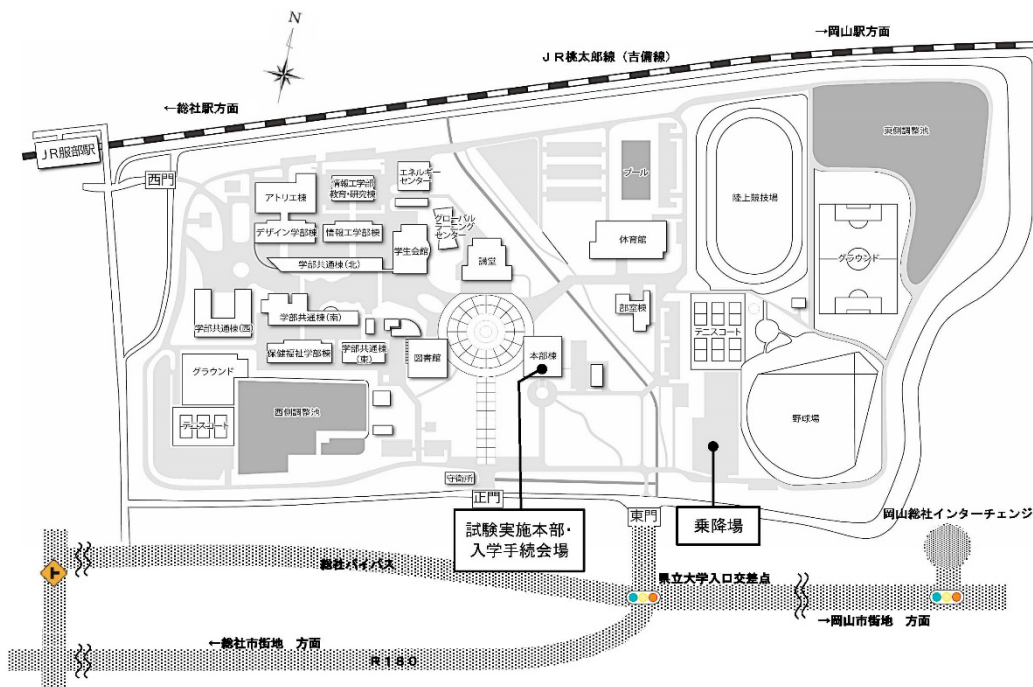 N
→岡山駅方面
JR桃太郎線(吉備線)
←総社駅方面
JR服部駅
西門
アトリエ棟
情報工学部
教育・研究棟
エネルギー
センター
プール
陸上競技場
東側調整池
デザイン学部棟
情報工学部棟
学生会館
グローバル
ラーニング
センター
講堂
体育館
グラウンド
学部共通棟(北)
学部共通棟(西)
学部共通棟(南)
部室棟
テニスコート
保健福祉学部棟
学部共通棟
(東)
図書館
本部棟
グラウンド
西側調整池
テニスコート
野球場
守衛所
正門
東門
試験実施本部・
入学手続会場
乗降場
岡山総社インターチェンジ
総社バイパス
県立大学入口交差点
→岡山市街地 方面
←総社市街地 方面
R180